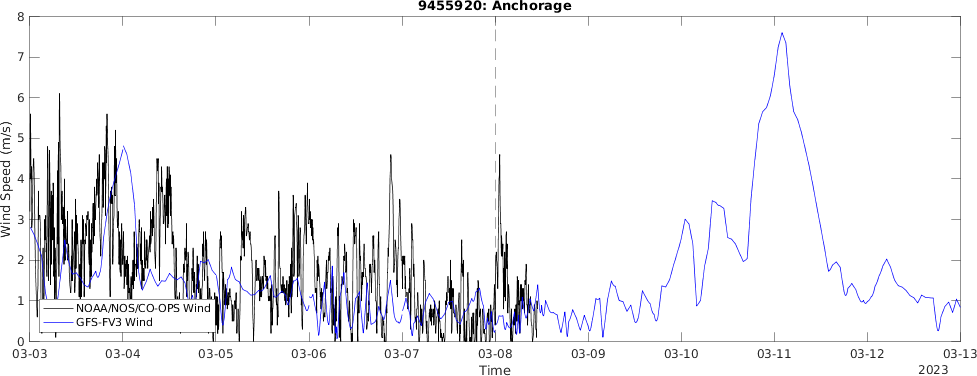 9455920: Anchorage
8
7
6
5
4
3
2
1
0
Wind Speed (m/s)
NOAA/NOS/CO-OPS Wind
GFS-FV3 Wind
03-03 03-04 03-05 03-06 03-07 03-08 03-09 03-10 03-11 03-12 03-13
Time
2023